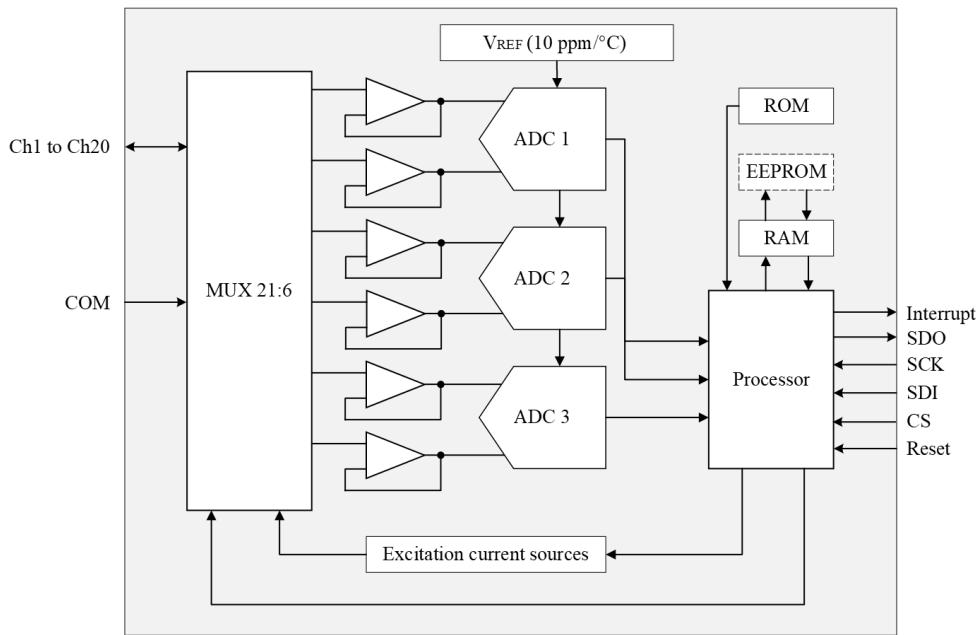 VREF (10 ppm/°C)
ADC 1
ROM
Ch1 to Ch20
EEPROM
RAM
ADC 2
MUX 21:6
COM
Interrupt
SDO
SCK
Processor
SDI
ADC 3
CS
Reset
Excitation current sources